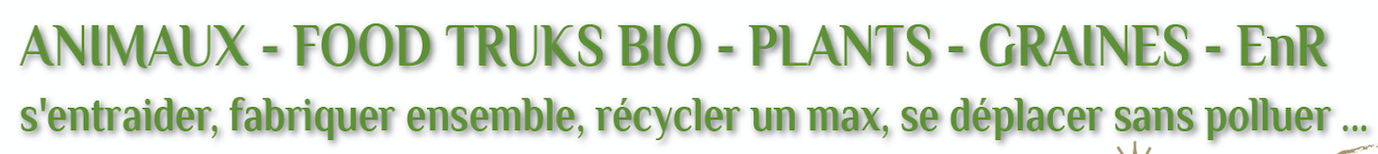 ANIMAUX - FOOD TRUKS BIO - PLANTS - GRAINES - EnR
s'entraider, fabriquer ensemble, récycler un max, se déplacer sans polluer ...